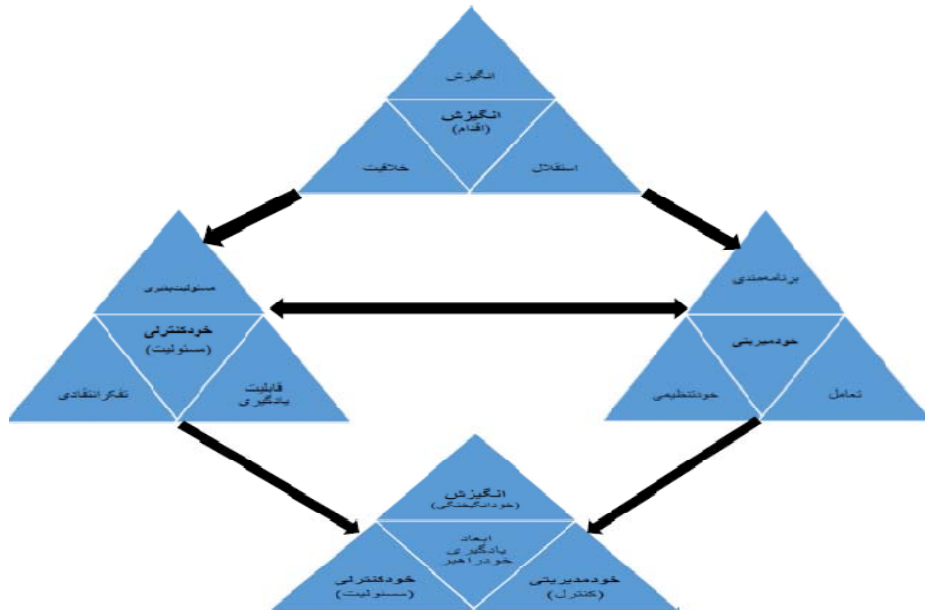 انگیزش
انگیزش
(اقدام)
خلاقیت
استقلال
مسئولیت‌پذیری
خودکنترلی
(مسئولیت)
تفکر انتقادی
قابلیت
یادگیری
برنامه‌مندی
خودمیریتی
خودتنظیمی
تعامل
انگیزش
(خودانگیختگی)
ابعاد
یادگیری
خودراهبر
خودکنترلی
(مسئولیت)
خودمدیریتی
(کنترل)